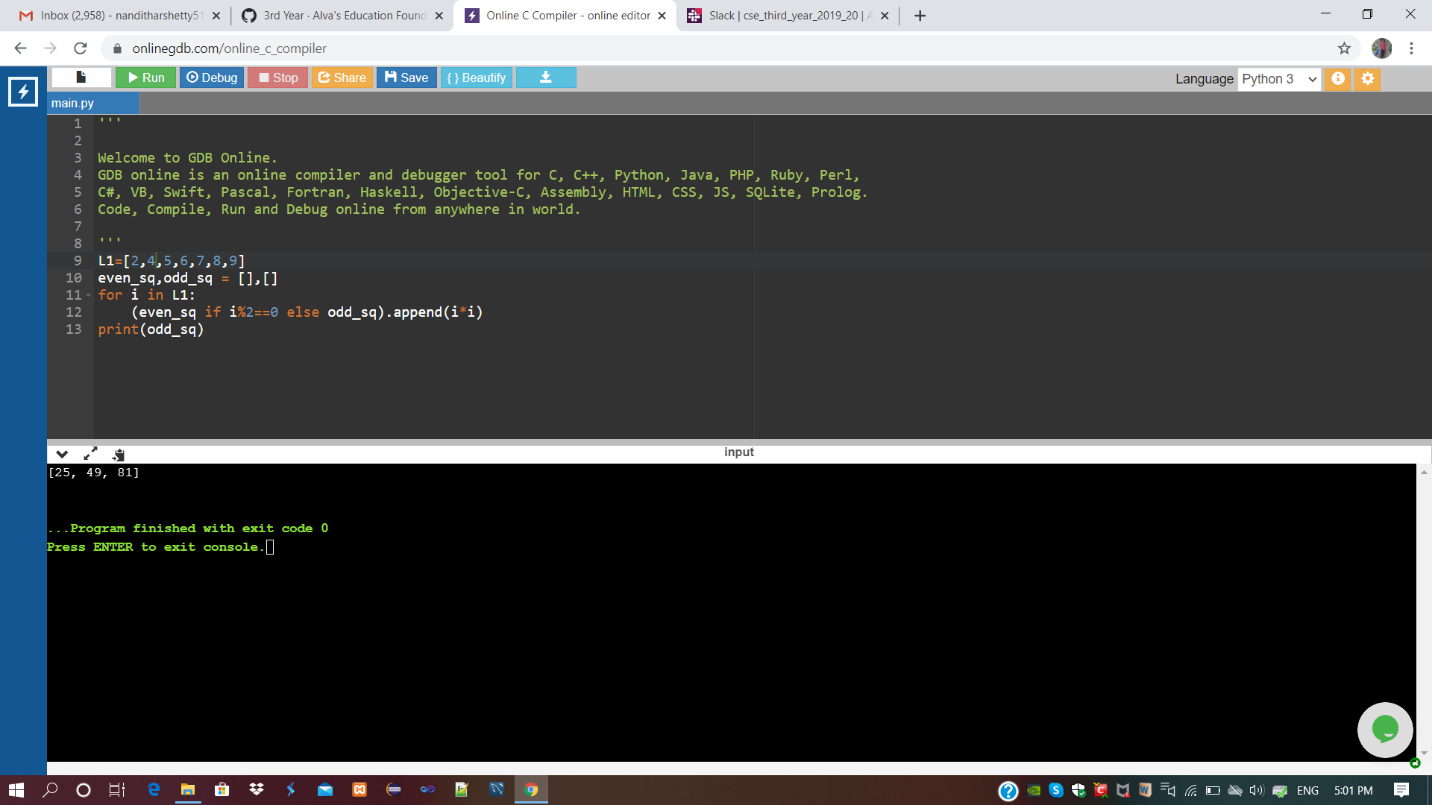 Inbox (2,958) - nanditharshetty51
3rd Year · Alva's Education Found
Online C Compiler - online editor
Slack | cse_third_year_2019_20 | A
onlinegdb.com/online_c_compiler
Run
Debug
Stop
Share
Save
{ } Beautify
Language
Python 3
main.py
1 '''
2
3 Welcome to GDB Online.
4 GDB online is an online compiler and debugger tool for C, C++, Python, Java, PHP, Ruby, Perl,
5 C#, VB, Swift, Pascal, Fortran, Haskell, Objective-C, Assembly, HTML, CSS, JS, SQLite, Prolog.
6 Code, Compile, Run and Debug online from anywhere in world.
7
8 '''
9 L1=[2,4,5,6,7,8,9]
10 even_sq,odd_sq = [],[]
11 for i in L1:
12     (even_sq if i%2==0 else odd_sq).append(i*i)
13 print(odd_sq)
input
[25, 49, 81]
...Program finished with exit code 0
Press ENTER to exit console.
ENG
5:01 PM